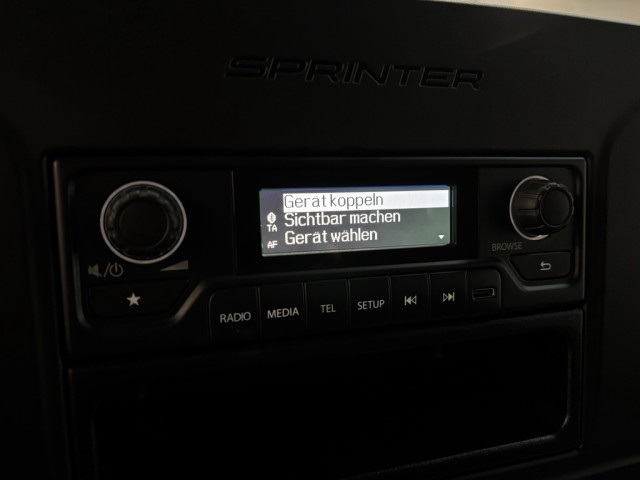 SPRINTER
Gerät koppeln
Sichtbar machen
TA
Gerät wählen
AF
BROWSE
RADIO
MEDIA
TEL
SETUP